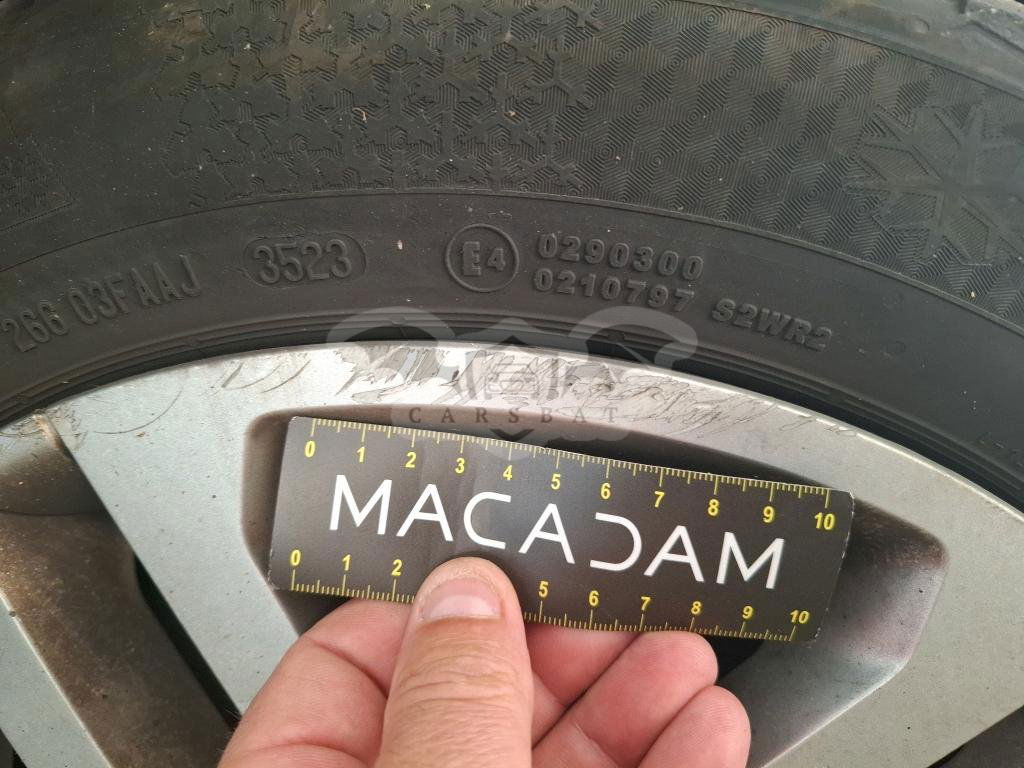 266 03FAAJ
3523
E4
0290300
0210797 S2WR2
CARSBAT
0 1 2 3 4 5 6 7 8 9 10
MACADAM
0 1 2 5 6 7 8 9 10